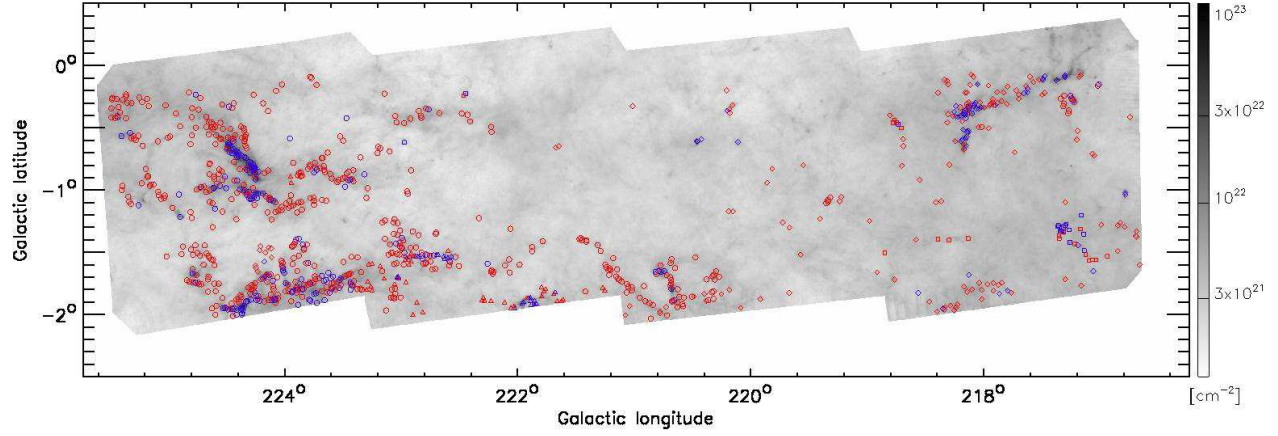 10²³
0°
3x10²²
Galactic latitude
-1°
10²²
3x10²¹
-2°
224° 222° 220° 218°
[cm⁻²]
Galactic longitude